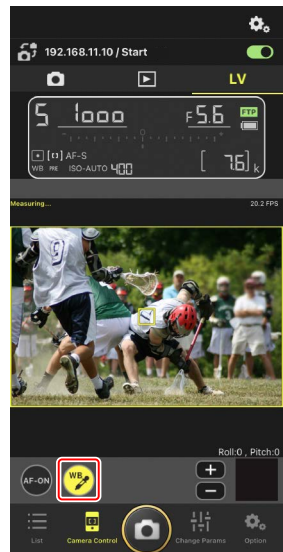 192.168.11.10 / Start
LV
S 1000 F5.6 FTP
[ ] AF-S
WB PRE ISO-AUTO 400 [ 7.6] k
Measuring... 20.2 FPS
Roll:0 , Pitch:0
AF-ON WB + −
List Camera Control Change Params Option